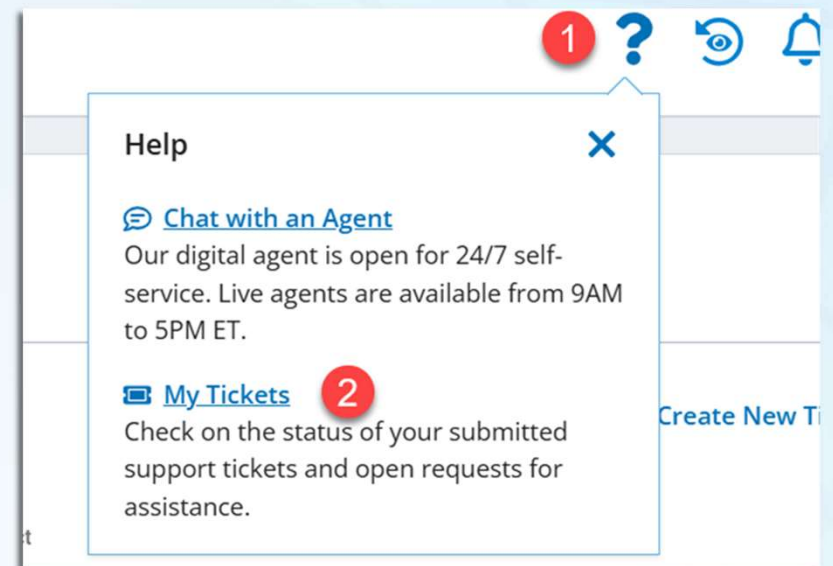 1 ?
Help
Chat with an Agent
Our digital agent is open for 24/7 self-
service. Live agents are available from 9AM
to 5PM ET.
My Tickets 2
Create New Ti
Check on the status of your submitted
support tickets and open requests for
assistance.
t